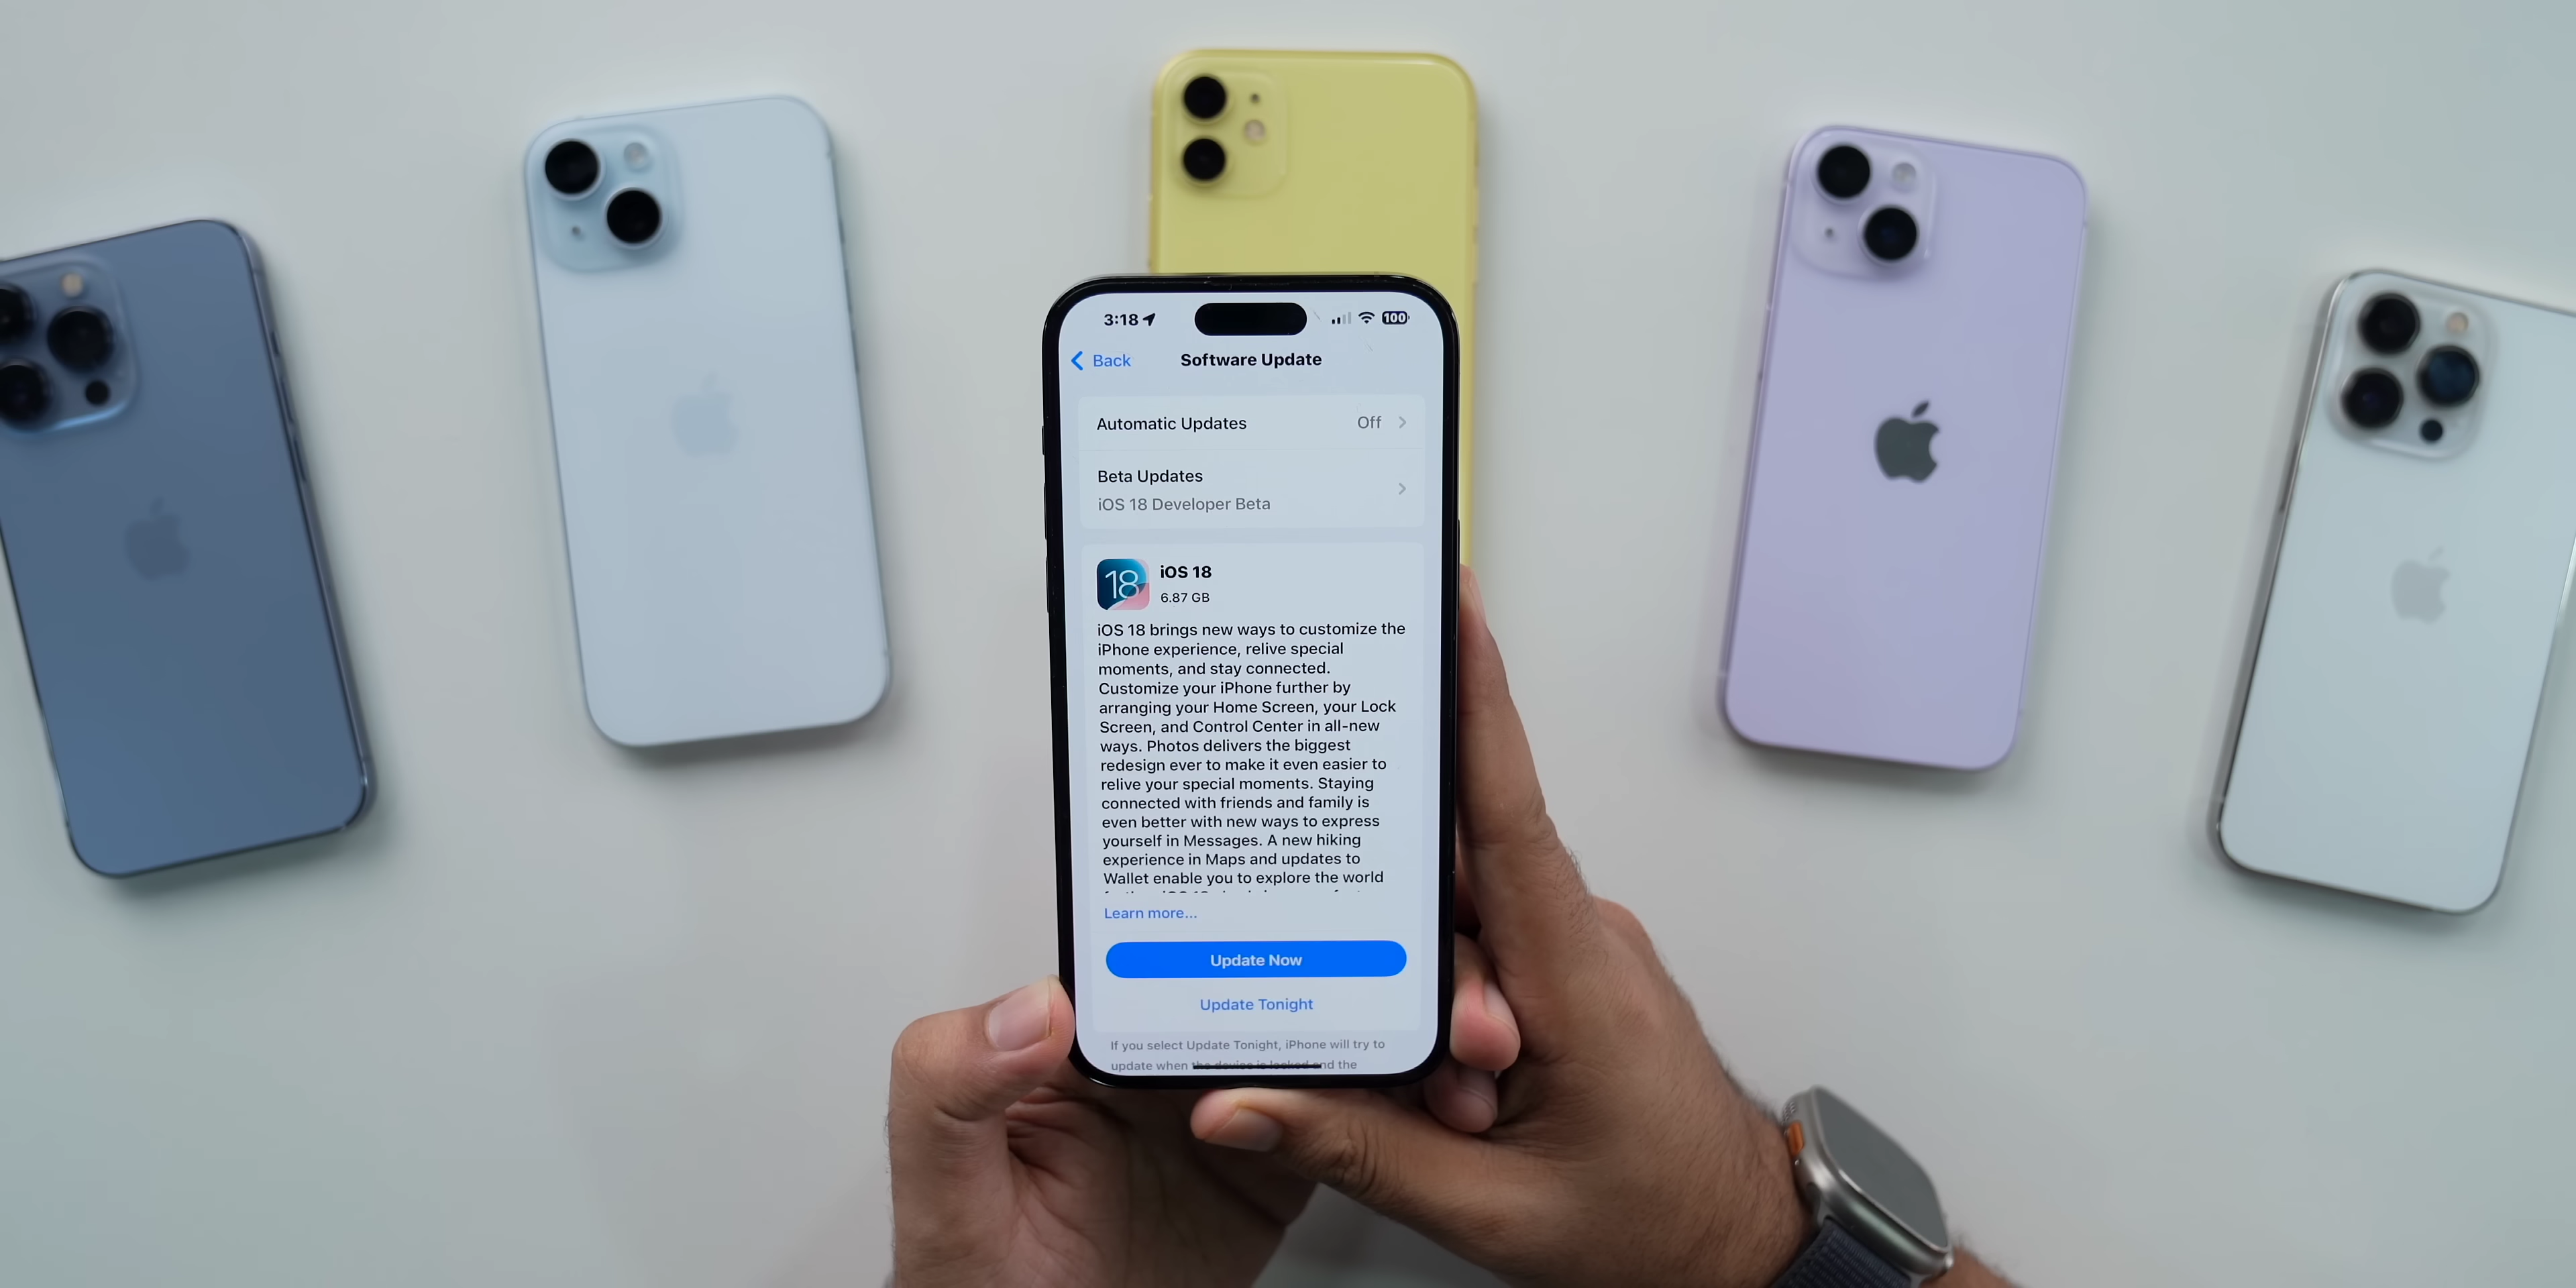 3:18
100
Back
Software Update
Automatic Updates Off
Beta Updates
iOS 18 Developer Beta
18
iOS 18
6.87 GB
iOS 18 brings new ways to customize the
iPhone experience, relive special
moments, and stay connected.
Customize your iPhone further by
arranging your Home Screen, your Lock
Screen, and Control Center in all-new
ways. Photos delivers the biggest
redesign ever to make it even easier to
relive your special moments. Staying
connected with friends and family is
even better with new ways to express
yourself in Messages. A new hiking
experience in Maps and updates to
Wallet enable you to explore the world
Learn more...
Update Now
Update Tonight
If you select Update Tonight, iPhone will try to
update when the device is locked and the